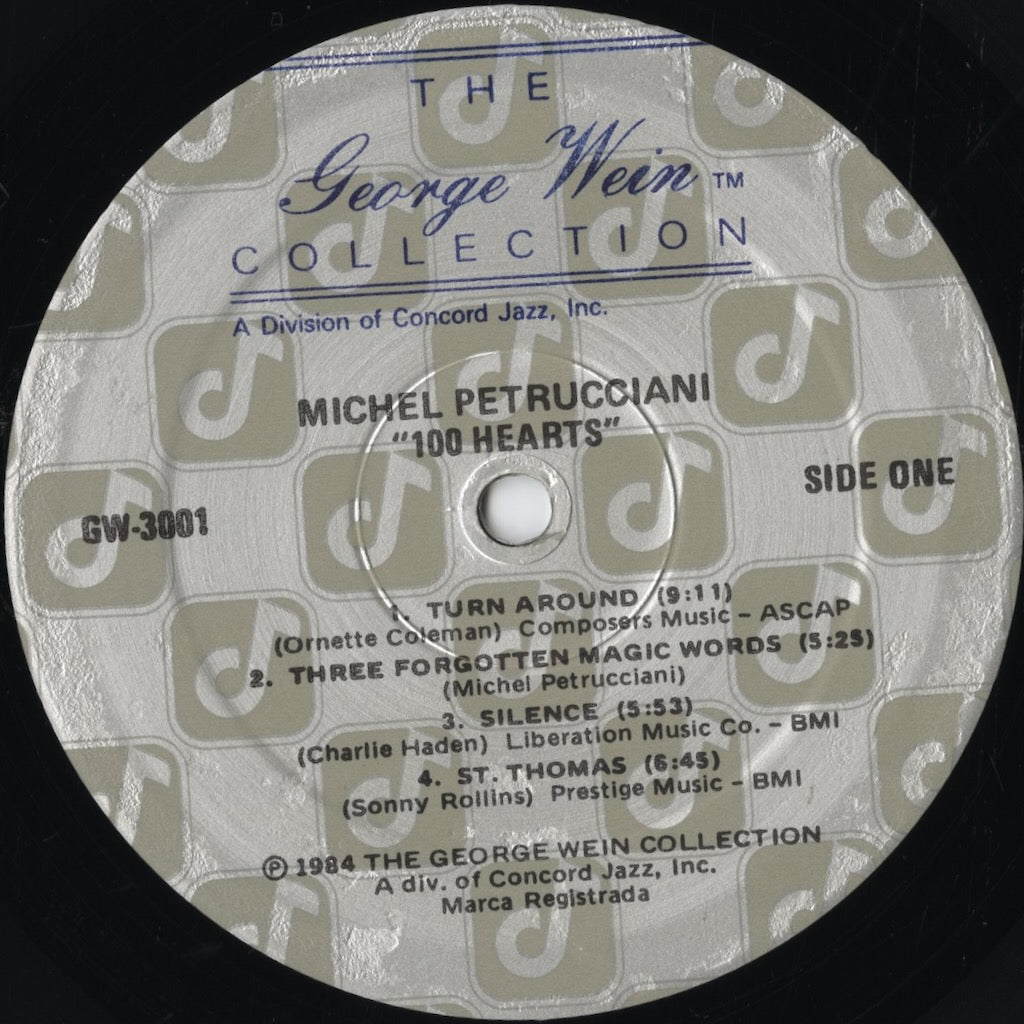 THE
George Wein™
COLLECTION
A Division of Concord Jazz, Inc.
MICHEL PETRUCCIANI
"100 HEARTS"
SIDE ONE
GW-3001
1. TURN AROUND (9:11)
(Ornette Coleman) Composers Music – ASCAP
2. THREE FORGOTTEN MAGIC WORDS (5:25)
(Michel Petrucciani)
3. SILENCE (5:53)
(Charlie Haden) Liberation Music Co. – BMI
4. ST. THOMAS (6:45)
(Sonny Rollins) Prestige Music – BMI
℗ 1984 THE GEORGE WEIN COLLECTION
A div. of Concord Jazz, Inc.
Marca Registrada